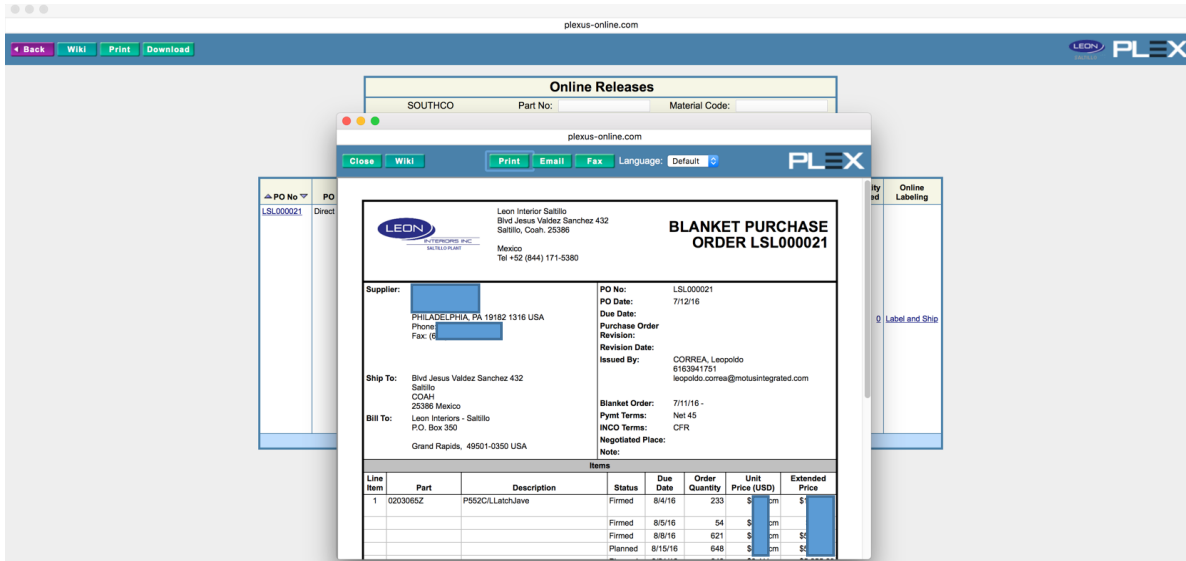 plexus-online.com
Back Wiki Print Download
LEON PLEX
Online Releases
SOUTHCO Part No: Material Code:
plexus-online.com
Close Wiki Print Email Fax Language: Default PLEX
PO No PO
Online
Labeling
LSL000021 Direct
0 Label and Ship
LEON
INTERIORS INC
SALTILLO PLANT
Leon Interior Saltillo
Blvd Jesus Valdez Sanchez 432
Saltillo, Coah. 25386
Mexico
Tel +52 (844) 171-5380
BLANKET PURCHASE
ORDER LSL000021
Supplier:
PHILADELPHIA, PA 19182 1316 USA
Phone:
Fax: (6
Ship To: Blvd Jesus Valdez Sanchez 432
Saltillo
COAH
25386 Mexico
Bill To: Leon Interiors - Saltillo
P.O. Box 350
Grand Rapids, 49501-0350 USA
PO No: LSL000021
PO Date: 7/12/16
Due Date:
Purchase Order
Revision:
Revision Date:
Issued By: CORREA, Leopoldo
6163941751
leopoldo.correa@motusintegrated.com
Blanket Order: 7/11/16 -
Pymt Terms: Net 45
INCO Terms: CFR
Negotiated Place:
Note:
Items
Line Item Part Description Status Due Date Order Quantity Unit Price (USD) Extended Price
1 0203065Z P552C/LLatchJave Firmed 8/4/16 233 $ cm $
Firmed 8/5/16 54 $ cm
Firmed 8/8/16 621 $ cm $5
Planned 8/15/16 648 $ cm $5